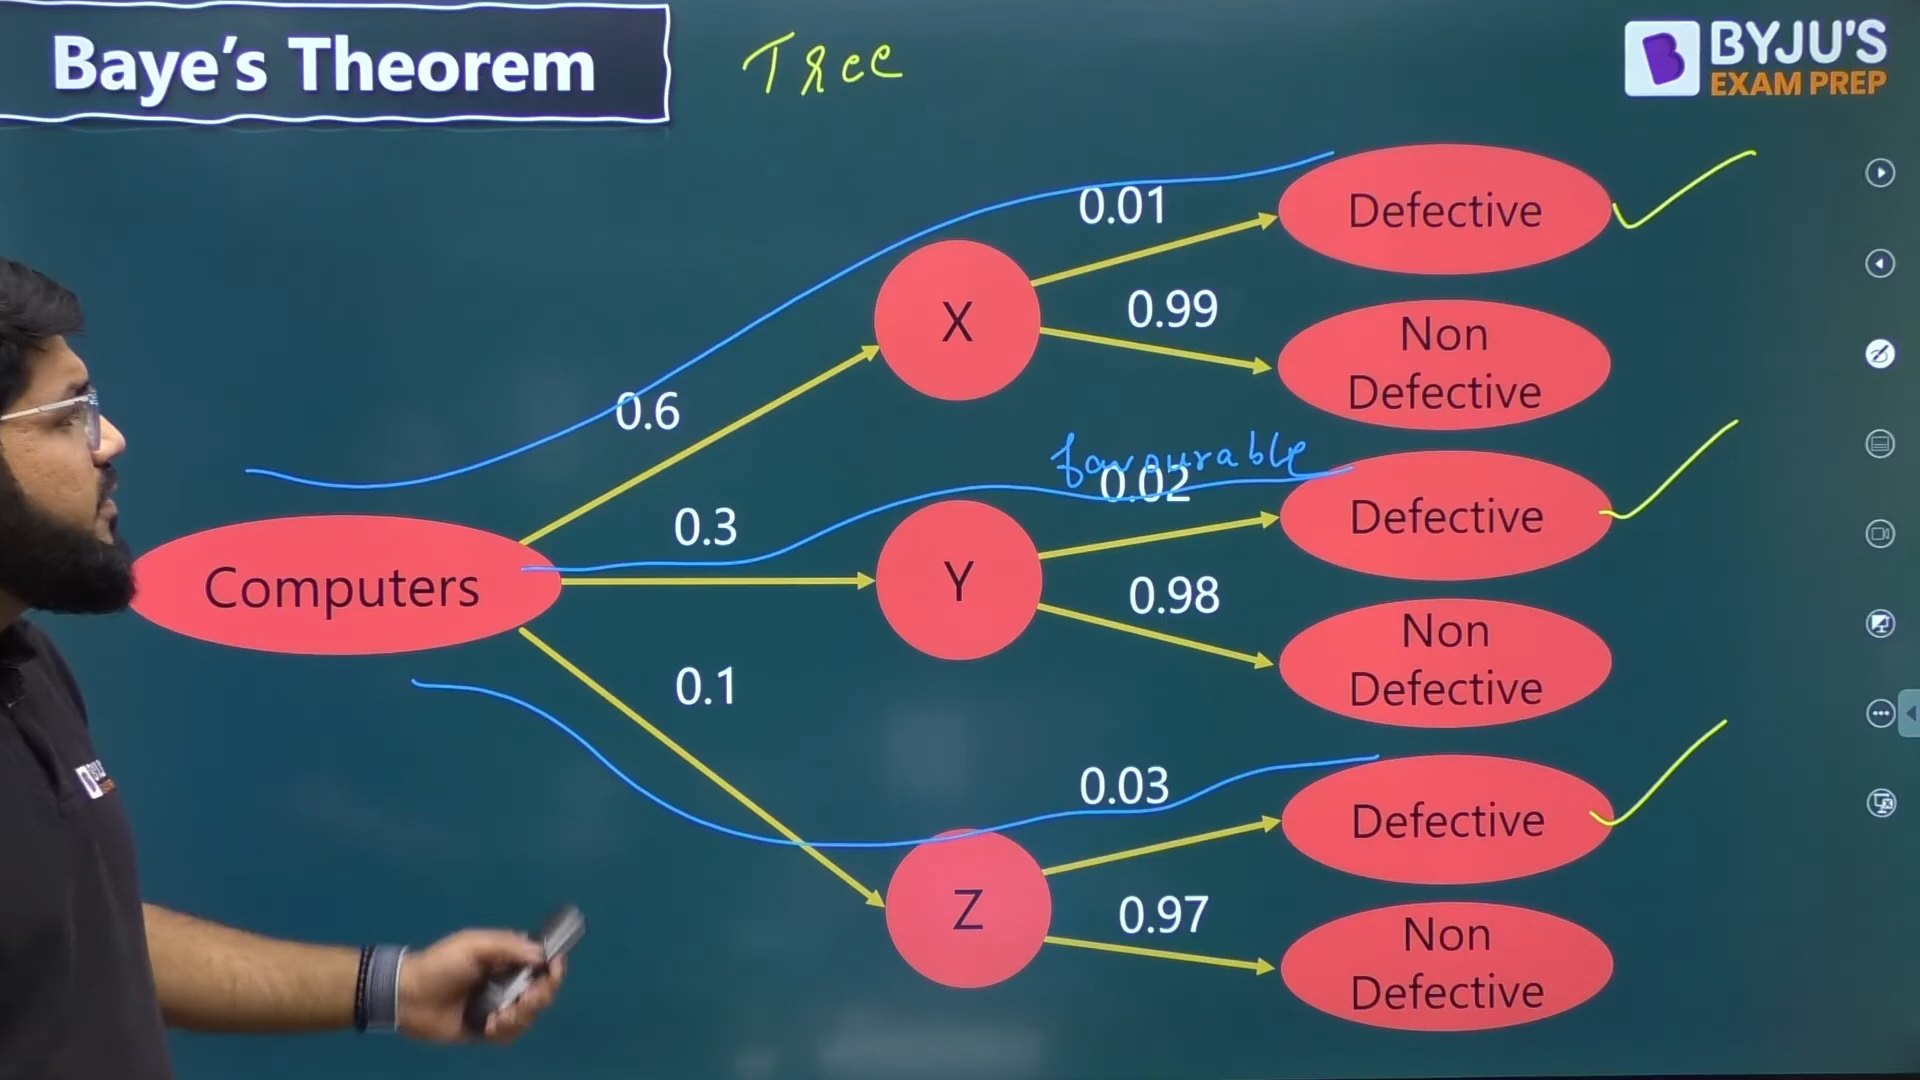 Baye's Theorem
Tree
BYJU'S
EXAM PREP
0.01
Defective
X
0.99
Non
Defective
0.6
favourable
0.02
0.3
Defective
Computers
Y
0.98
Non
Defective
0.1
0.03
Defective
Z
0.97
Non
Defective